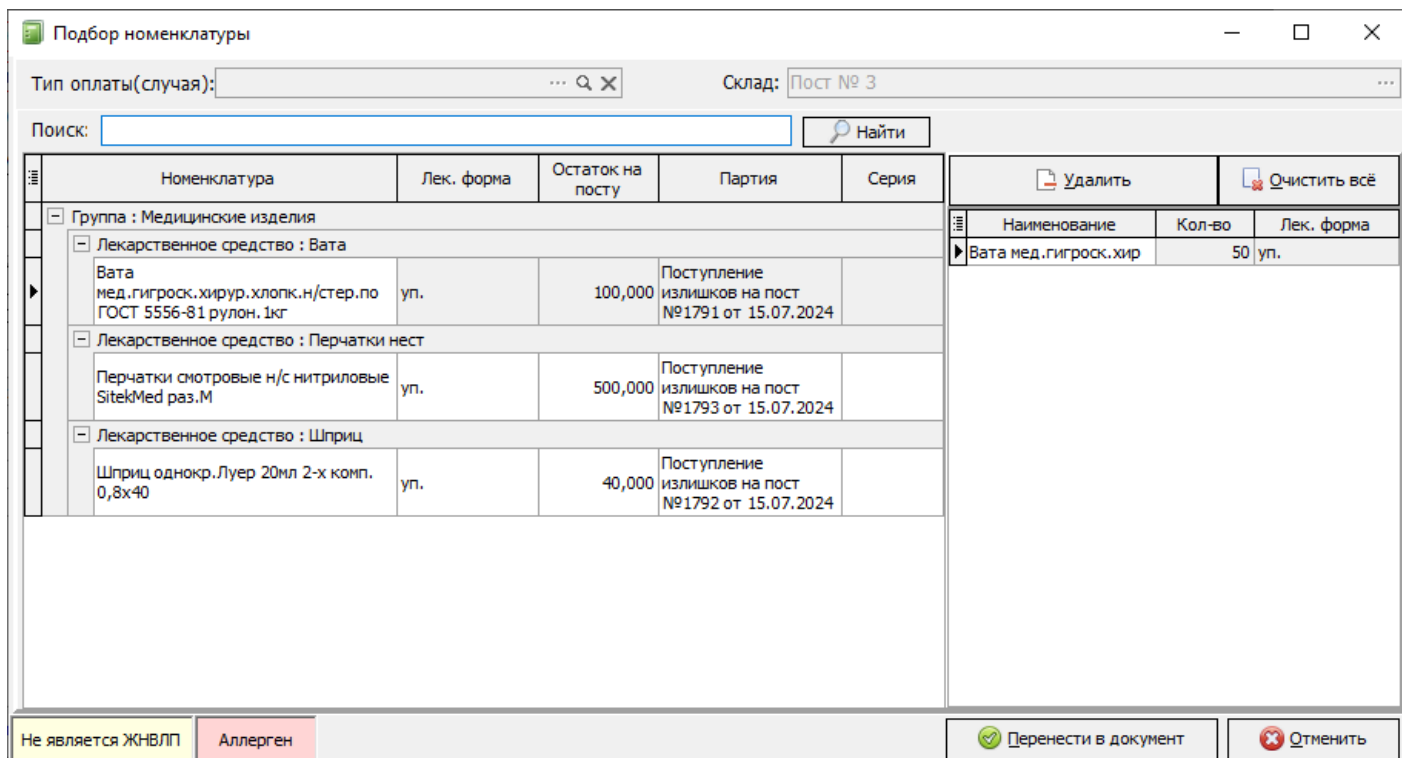 Подбор номенклатуры
Тип оплаты(случая): ... Склад: Пост № 3 ...
Поиск: Найти
Номенклатура Лек. форма Остаток на посту Партия Серия
Удалить Очистить всё
Наименование Кол-во Лек. форма
Вата мед.гигроск.хир 50 уп.
Группа : Медицинские изделия
Лекарственное средство : Вата
Вата
мед.гигроск.хирур.хлопк.н/стер.по
ГОСТ 5556-81 рулон.1кг
уп.
100,000
Поступление
излишков на пост
№1791 от 15.07.2024
Лекарственное средство : Перчатки нест
Перчатки смотровые н/с нитриловые
SitekMed раз.М
уп.
500,000
Поступление
излишков на пост
№1793 от 15.07.2024
Лекарственное средство : Шприц
Шприц однокр.Луер 20мл 2-х комп.
0,8х40
уп.
40,000
Поступление
излишков на пост
№1792 от 15.07.2024
Не является ЖНВЛП Аллерген Перенести в документ Отменить